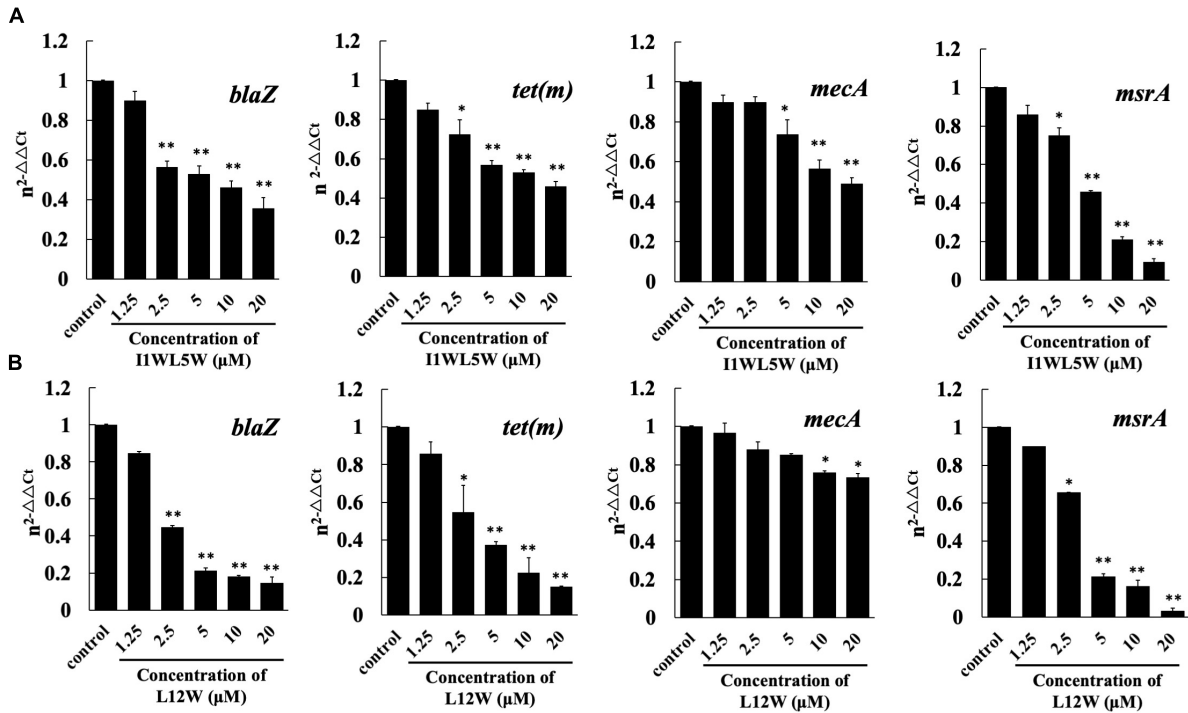 A
1.2
1
0.8
0.6
0.4
0.2
0
n2-△△Ct
blaZ
**
**
**
**
control
1.25
2.5
5
10
20
Concentration of
I1WL5W (μM)
1.2
1
0.8
0.6
0.4
0.2
0
n 2-△△Ct
tet(m)
*
**
**
**
control
1.25
2.5
5
10
20
Concentration of
I1WL5W (μM)
1.2
1
0.8
0.6
0.4
0.2
0
n2-△△Ct
mecA
*
**
**
control
1.25
2.5
5
10
20
Concentration of
I1WL5W (μM)
1.2
1
0.8
0.6
0.4
0.2
0
n2-△△Ct
msrA
*
**
**
**
control
1.25
2.5
5
10
20
Concentration of
I1WL5W (μM)
B
1.2
1
0.8
0.6
0.4
0.2
0
n2-△△Ct
blaZ
**
**
**
**
control
1.25
2.5
5
10
20
Concentration of
L12W (μM)
1.2
1
0.8
0.6
0.4
0.2
0
n2-△△Ct
tet(m)
*
**
**
**
control
1.25
2.5
5
10
20
Concentration of
L12W (μM)
1.2
1
0.8
0.6
0.4
0.2
0
n2-△△Ct
mecA
*
*
control
1.25
2.5
5
10
20
Concentration of
L12W (μM)
1.2
1
0.8
0.6
0.4
0.2
0
n2-△△Ct
msrA
*
**
**
**
control
1.25
2.5
5
10
20
Concentration of
L12W (μM)